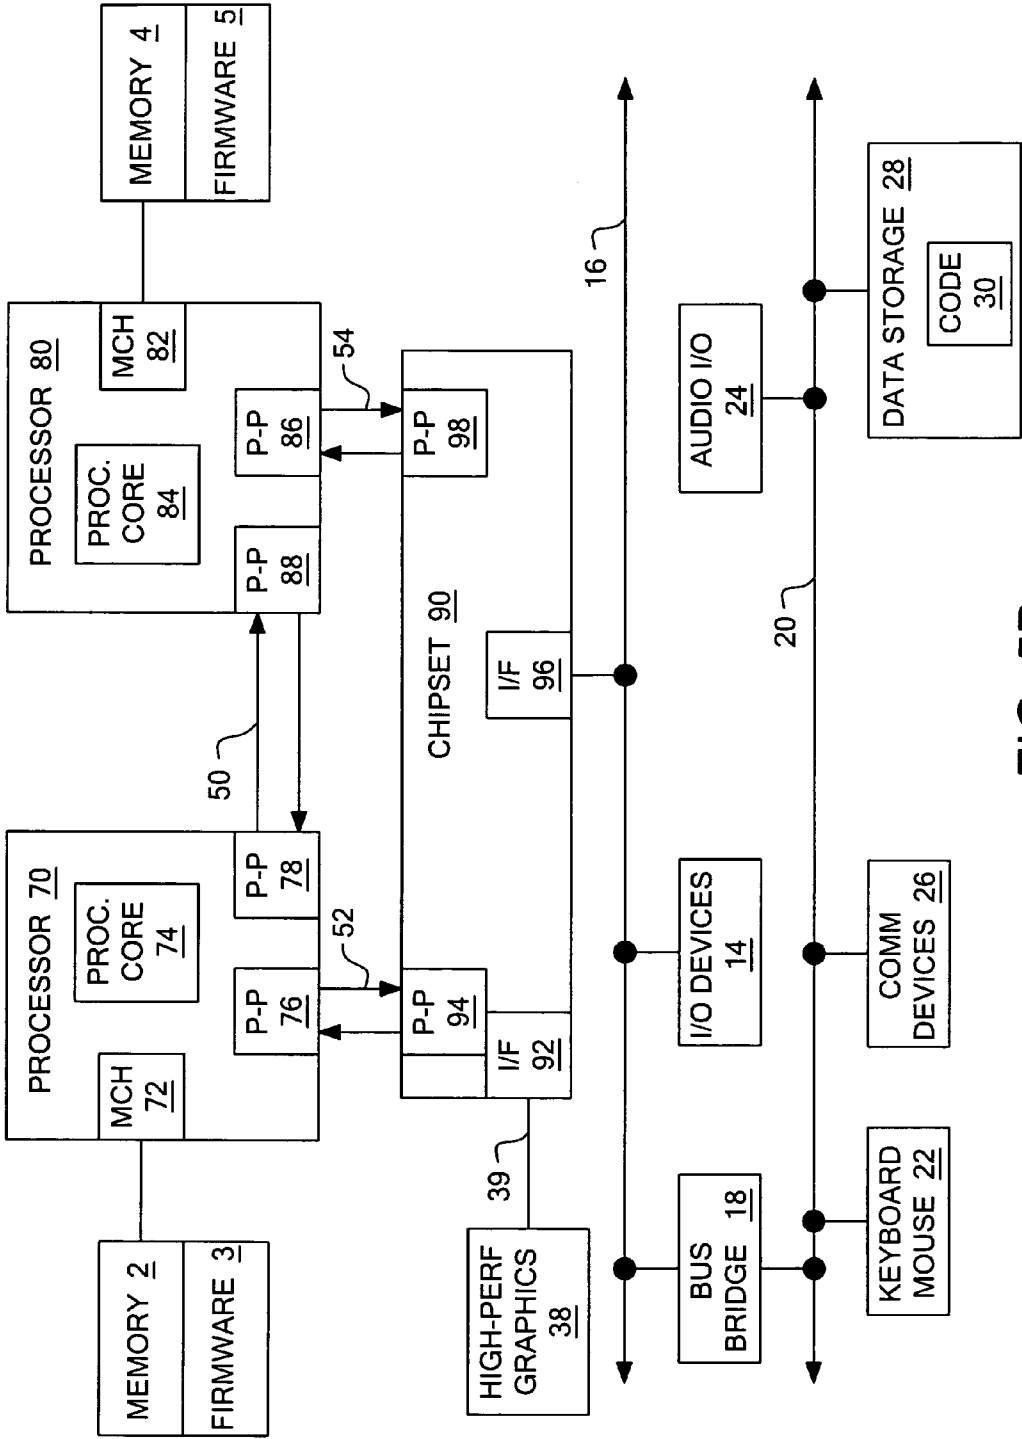 PROCESSOR 70
PROCESSOR 80
MEMORY 2
FIRMWARE 3
MCH
72
PROC.
CORE
74
P-P
76
P-P
78
50
P-P
88
PROC.
CORE
84
P-P
86
MCH
82
MEMORY 4
FIRMWARE 5
52
54
P-P
94
I/F
92
CHIPSET 90
I/F
96
P-P
98
HIGH-PERF
GRAPHICS
38
39
16
BUS
BRIDGE 18
I/O DEVICES
14
AUDIO I/O
24
20
KEYBOARD
MOUSE 22
COMM
DEVICES 26
DATA STORAGE 28
CODE
30